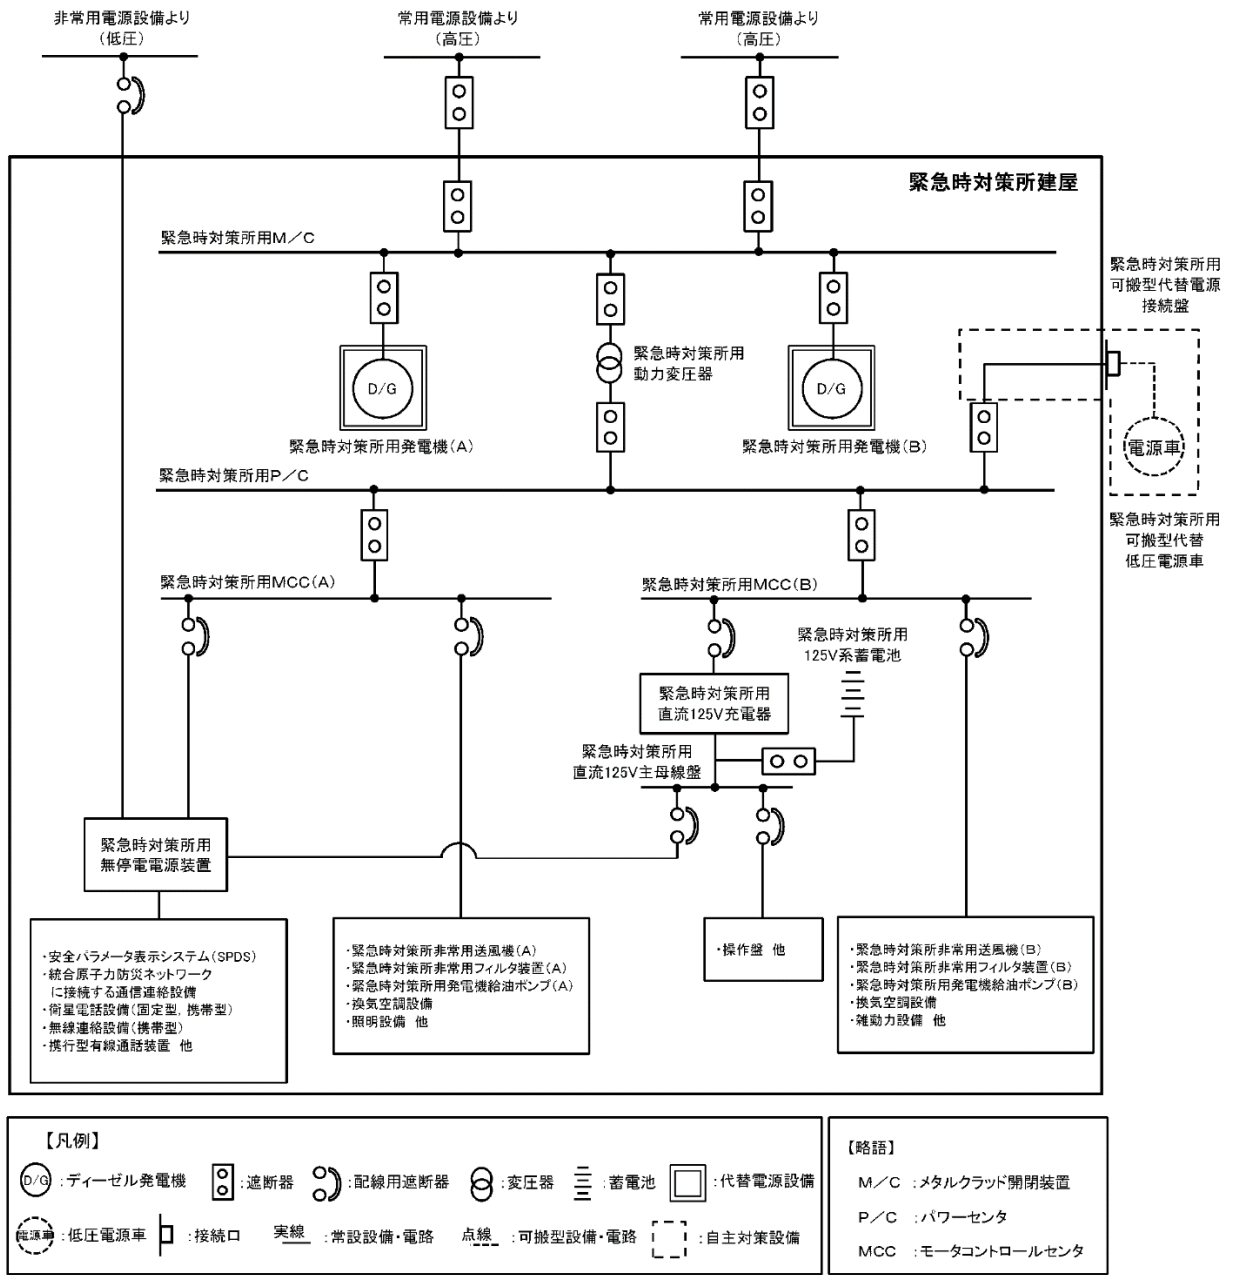 非常用電源設備より
(低圧)
常用電源設備より
(高圧)
常用電源設備より
(高圧)
緊急時対策所建屋
緊急時対策所用M/C
緊急時対策所用
可搬型代替電源
接続盤
緊急時対策所用
動力変圧器
D/G
D/G
緊急時対策所用発電機(A)
緊急時対策所用発電機(B)
電源車
緊急時対策所用P/C
緊急時対策所用
可搬型代替
低圧電源車
緊急時対策所用MCC(A)
緊急時対策所用MCC(B)
緊急時対策所用
125V系蓄電池
緊急時対策所用
直流125V充電器
緊急時対策所用
直流125V主母線盤
緊急時対策所用
無停電電源装置
・安全パラメータ表示システム(SPDS)
・統合原子力防災ネットワーク
に接続する通信連絡設備
・衛星電話設備(固定型,携帯型)
・無線連絡設備(携帯型)
・携行型有線通話装置 他
・緊急時対策所非常用送風機(A)
・緊急時対策所非常用フィルタ装置(A)
・緊急時対策所用発電機給油ポンプ(A)
・換気空調設備
・照明設備 他
・操作盤 他
・緊急時対策所非常用送風機(B)
・緊急時対策所非常用フィルタ装置(B)
・緊急時対策所用発電機給油ポンプ(B)
・換気空調設備
・雑動力設備 他
【凡例】
D/G :ディーゼル発電機 :遮断器 :配線用遮断器 :変圧器 :蓄電池 :代替電源設備
電源車 :低圧電源車 :接続口 実線 :常設設備・電路 点線 :可搬型設備・電路 :自主対策設備
【略語】
M/C :メタルクラッド開閉装置
P/C :パワーセンタ
MCC :モータコントロールセンタ